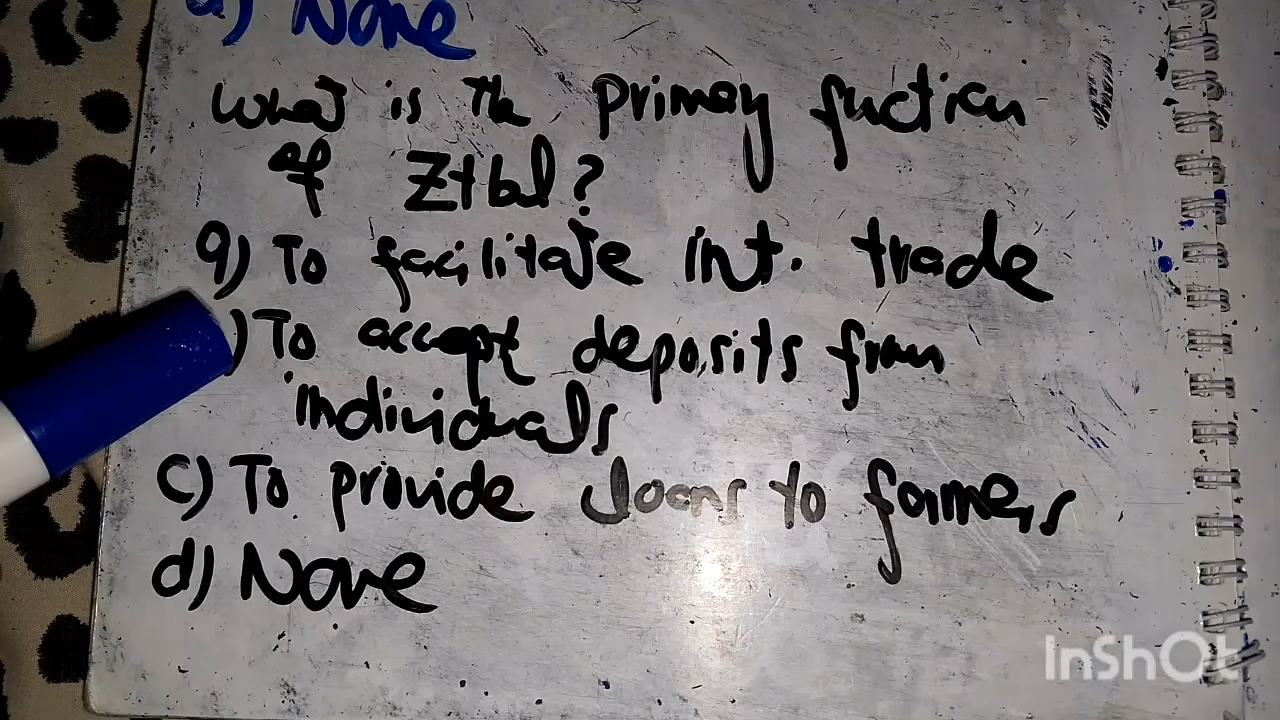 d) None
What is The primary fuction
of Ztbl?
a) To facilitate int. trade
) To accept deposits from
individuals
c) To provide loans to farmers
d) None
InShOt